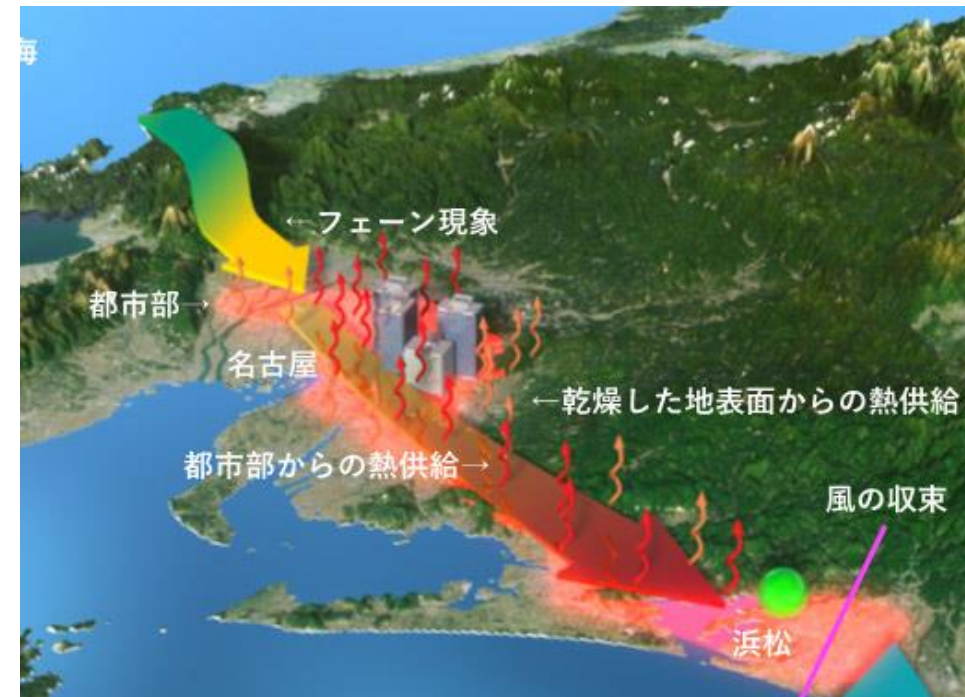 海
←フェーン現象
都市部→
名古屋
←乾燥した地表面からの熱供給
都市部からの熱供給→
風の収束
浜松